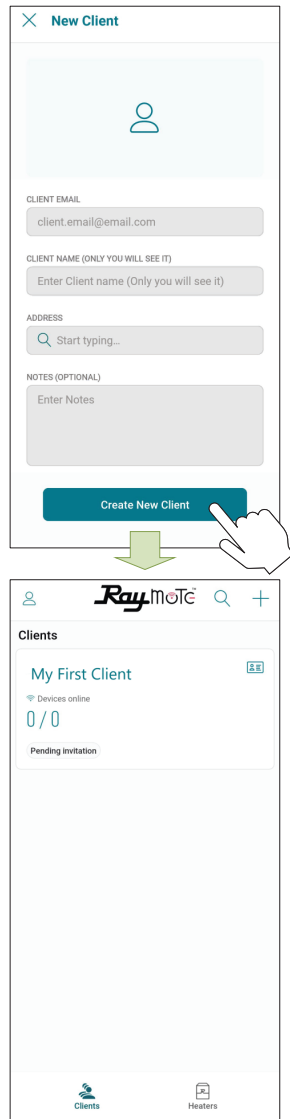 New Client
CLIENT EMAIL
client.email@email.com
CLIENT NAME (ONLY YOU WILL SEE IT)
Enter Client name (Only you will see it)
ADDRESS
Start typing...
NOTES (OPTIONAL)
Enter Notes
Create New Client
RayMoTe™
Clients
My First Client
Devices online
0 / 0
Pending invitation
Clients
Heaters